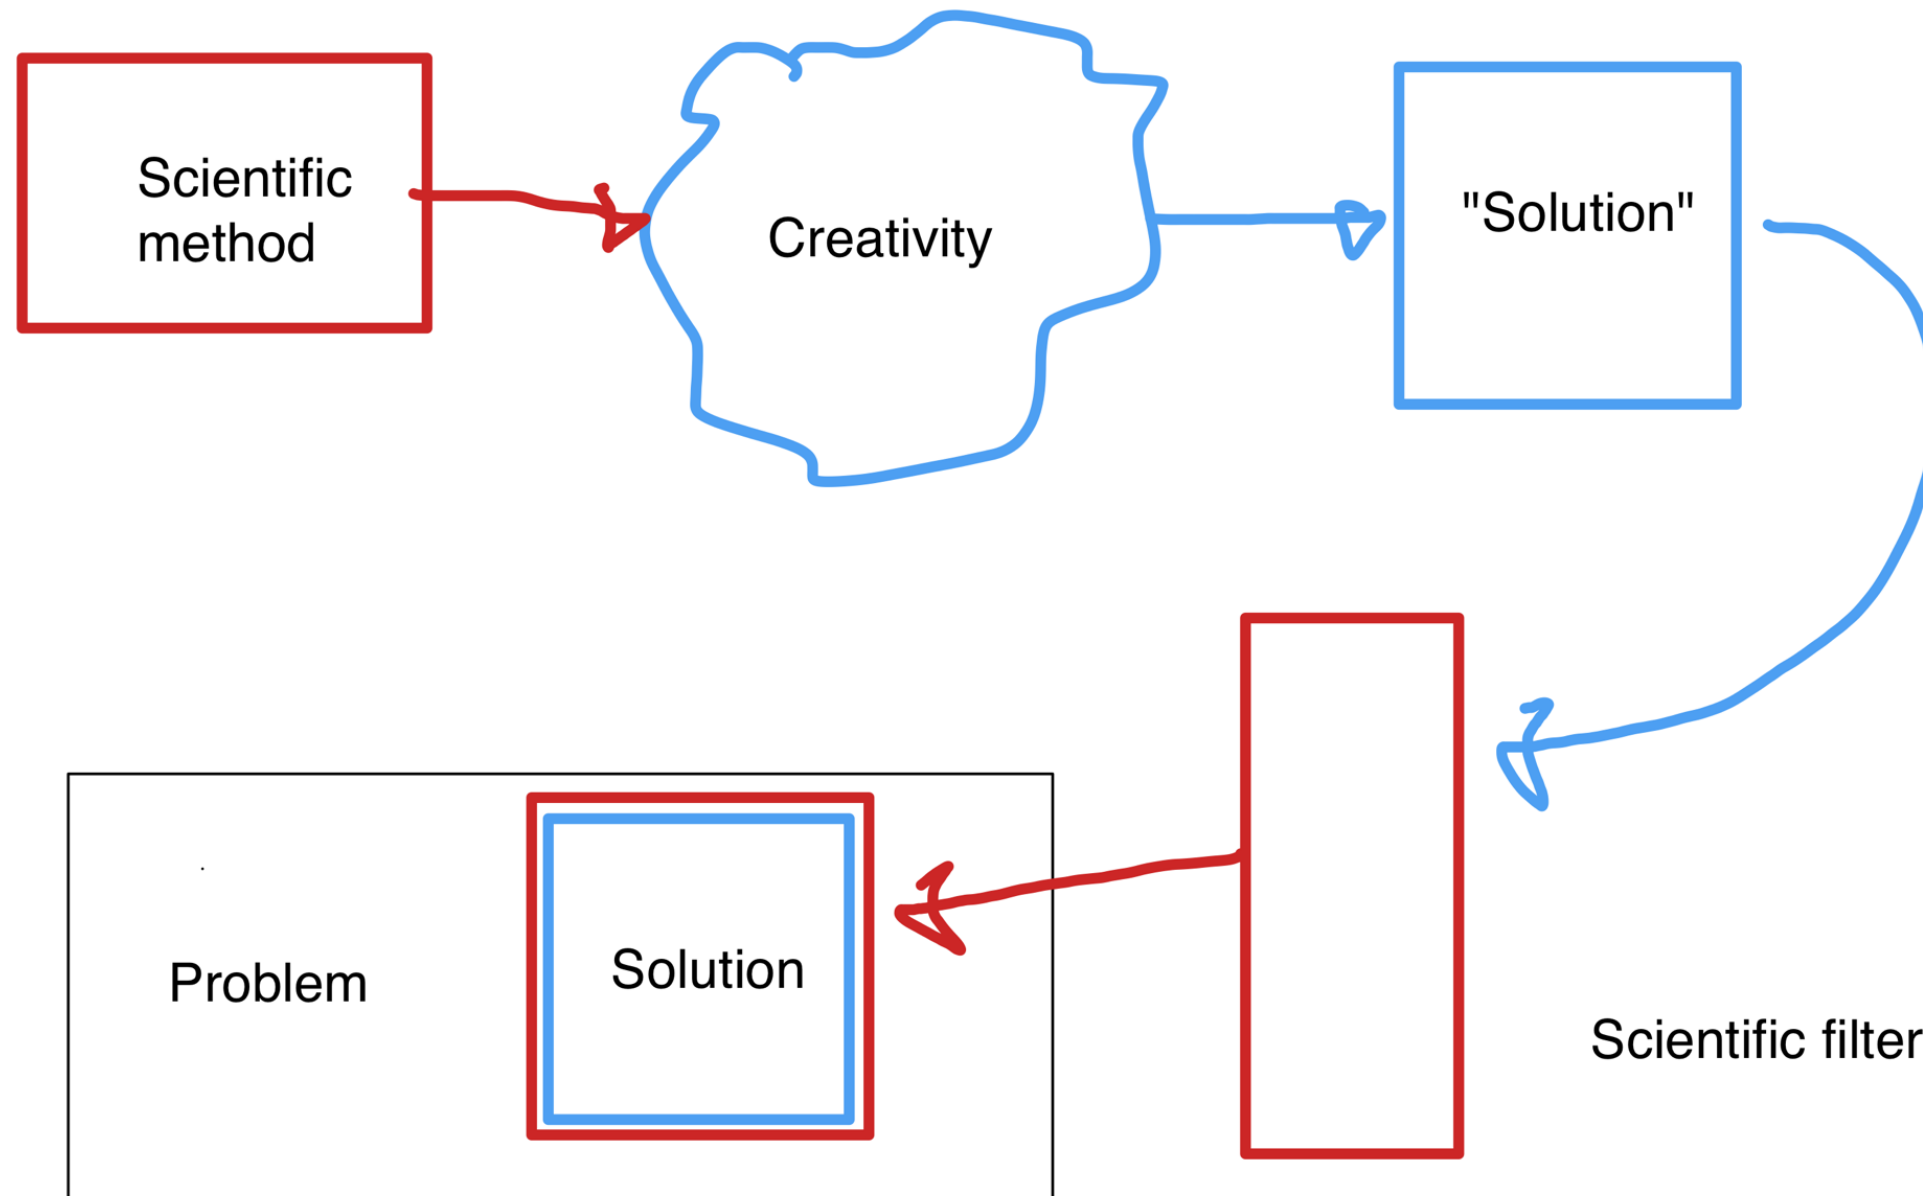 Scientific
method
Creativity
"Solution"
Problem
Solution
Scientific filter